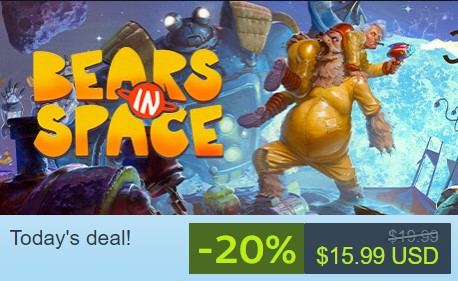 BEARS
IN
SPACE
Today's deal!
-20%
$19.99
$15.99 USD